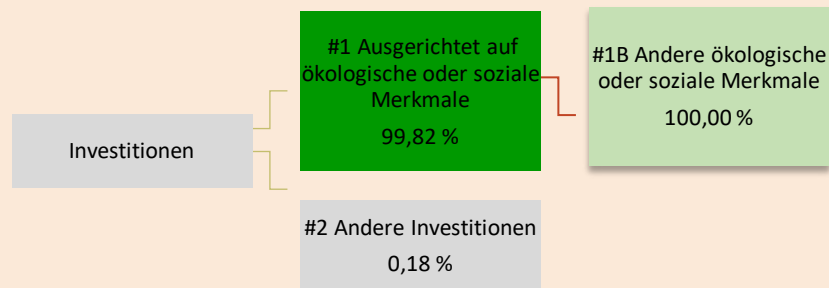 Investitionen
#1 Ausgerichtet auf
ökologische oder soziale
Merkmale
99,82 %
#1B Andere ökologische
oder soziale Merkmale
100,00 %
#2 Andere Investitionen
0,18 %